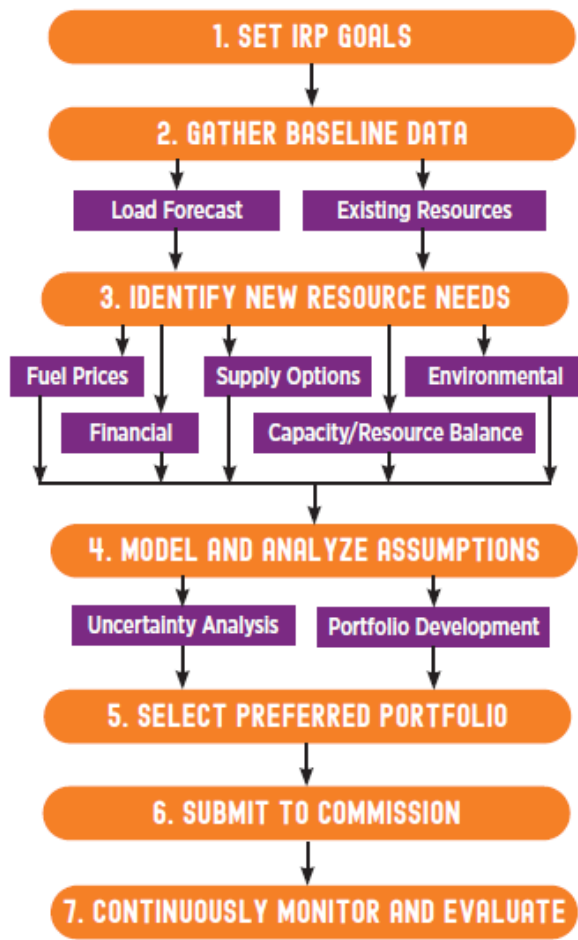 1. SET IRP GOALS
2. GATHER BASELINE DATA
Load Forecast
Existing Resources
3. IDENTIFY NEW RESOURCE NEEDS
Fuel Prices
Supply Options
Environmental
Financial
Capacity/Resource Balance
4. MODEL AND ANALYZE ASSUMPTIONS
Uncertainty Analysis
Portfolio Development
5. SELECT PREFERRED PORTFOLIO
6. SUBMIT TO COMMISSION
7. CONTINUOUSLY MONITOR AND EVALUATE